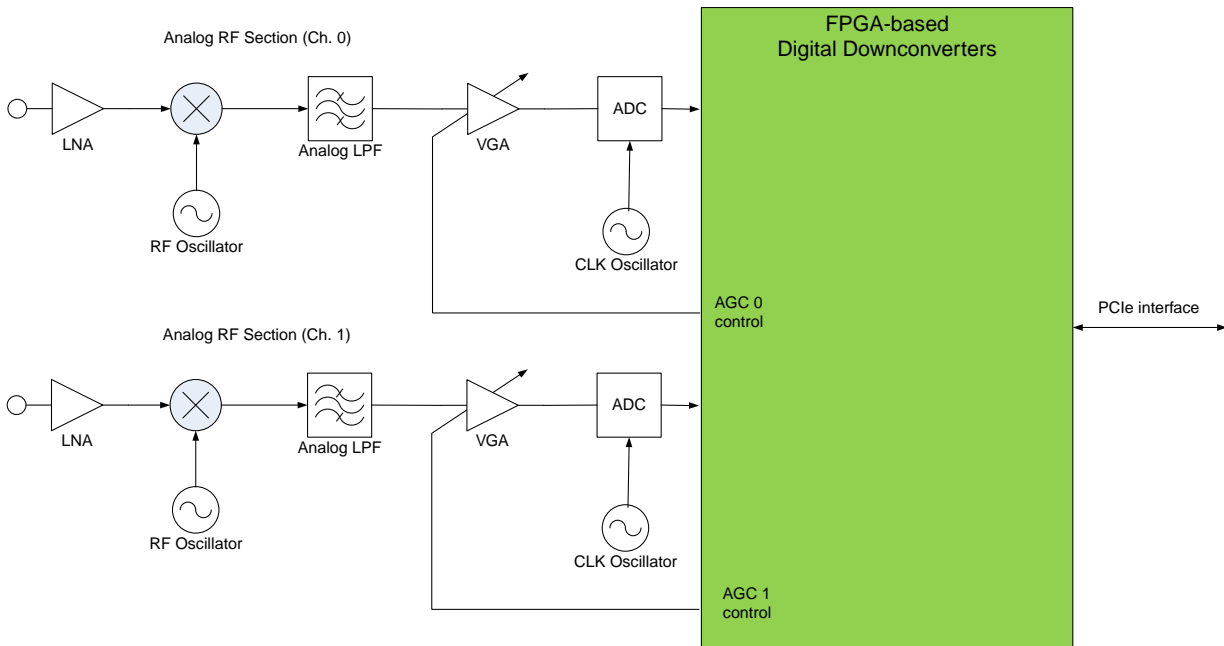 FPGA-based
Digital Downconverters
Analog RF Section (Ch. 0)
LNA
Analog LPF
VGA
ADC
RF Oscillator
CLK Oscillator
AGC 0
control
PCIe interface
Analog RF Section (Ch. 1)
LNA
Analog LPF
VGA
ADC
RF Oscillator
CLK Oscillator
AGC 1
control